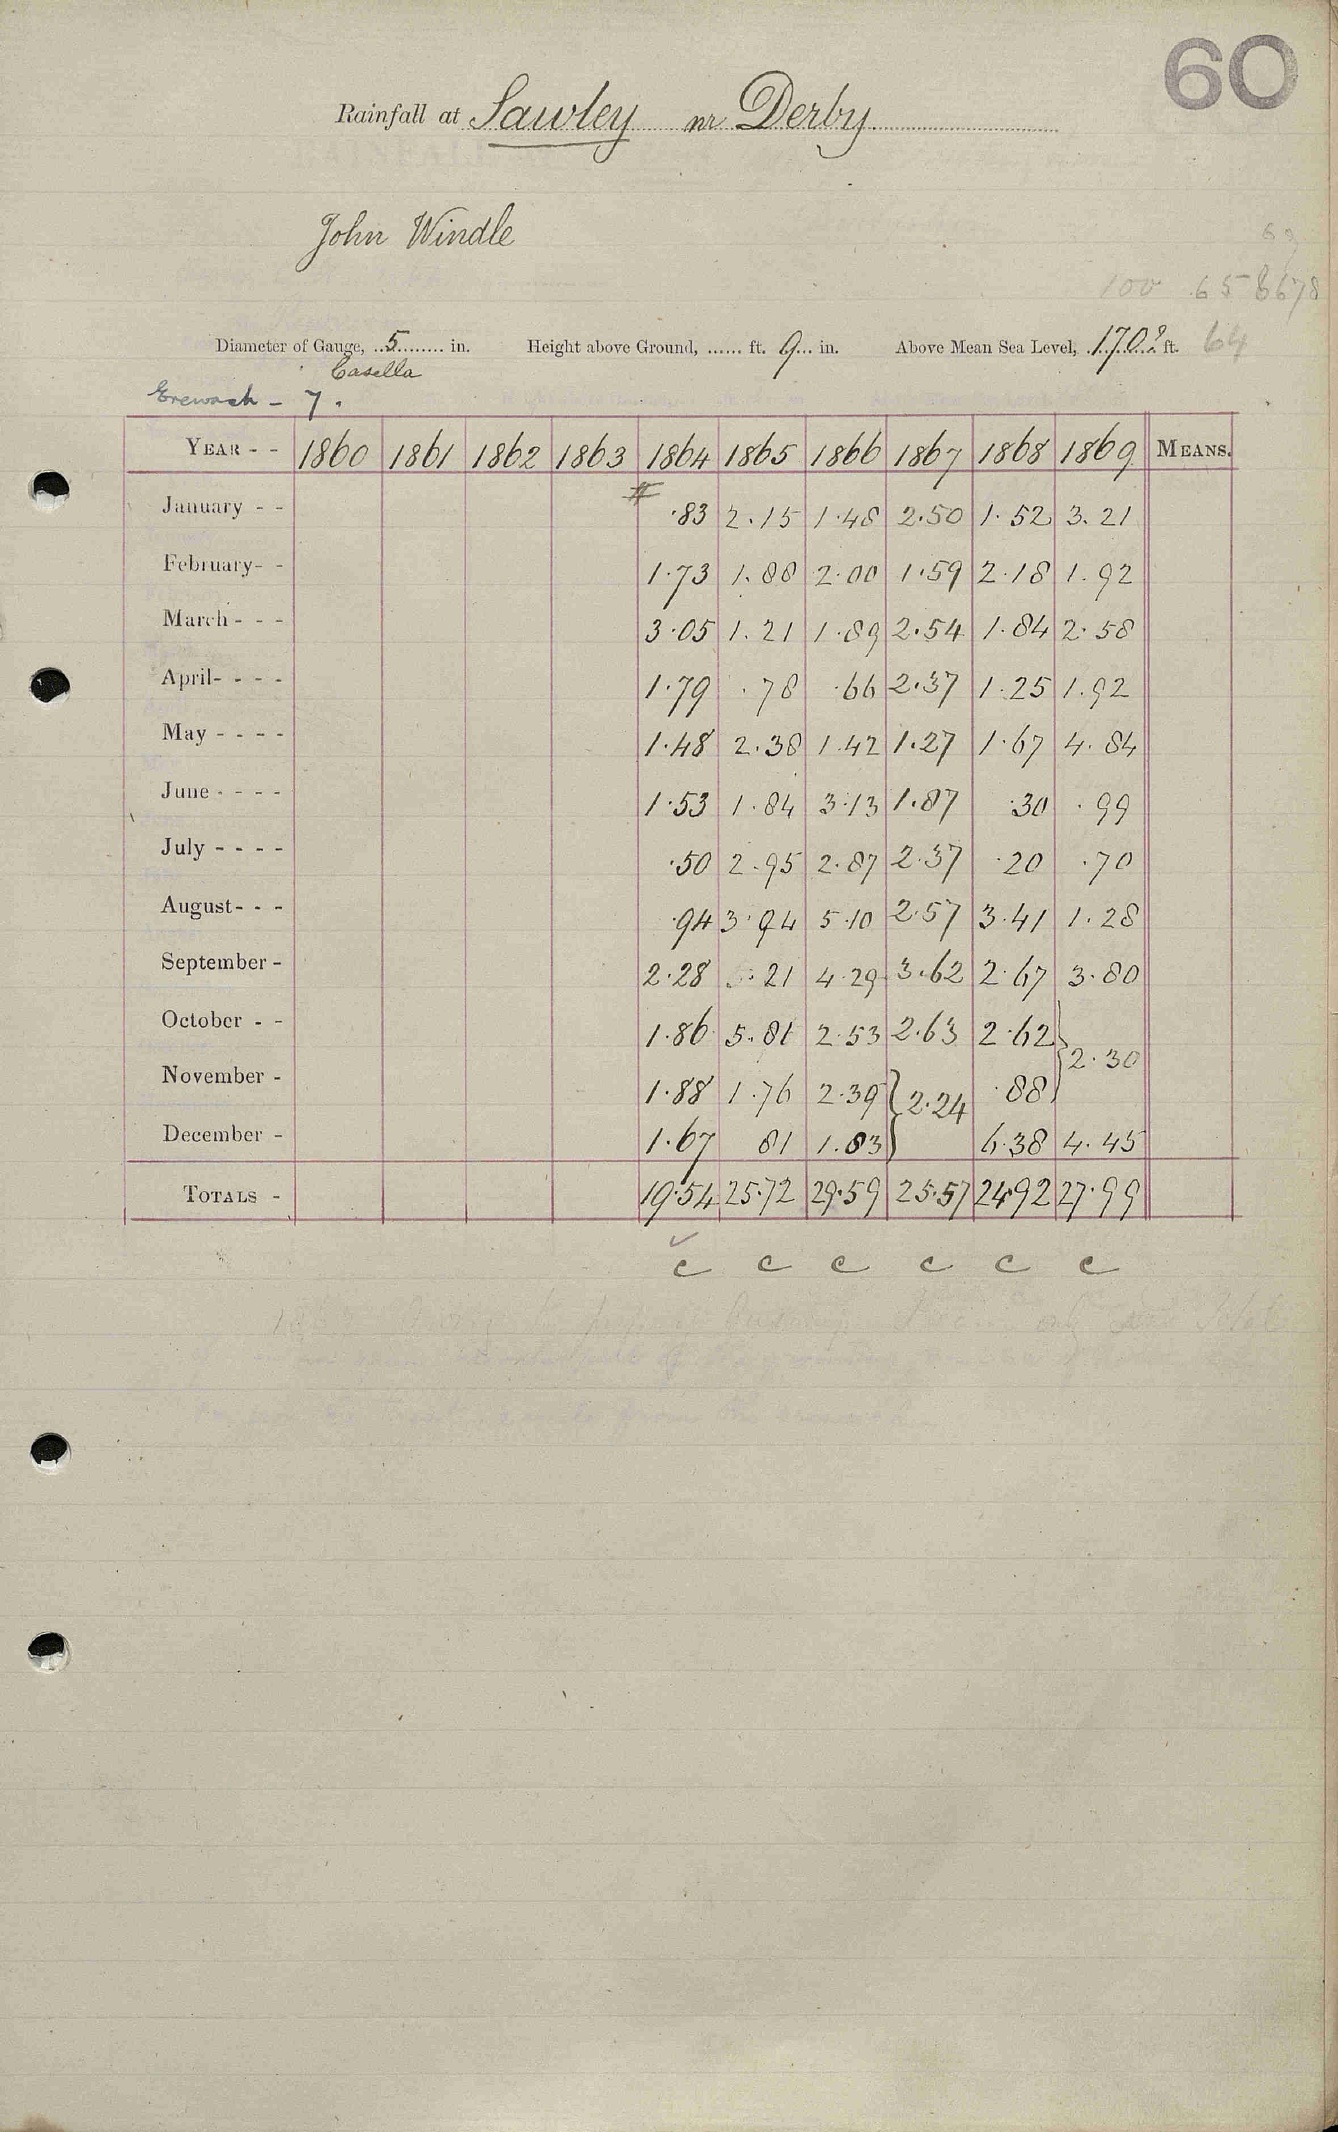 60
Rainfall at Sawley nr Derby
John Windle
69
100 65 8678
Diameter of Gauge, 5 in. Height above Ground, ...... ft. 9 in. Above Mean Sea Level, 170? ft. 64
Casella
Erewash - 7.
YEAR - - 1860 1861 1862 1863 1864 1865 1866 1867 1868 1869 MEANS.
January - - .83 2.15 1.48 2.50 1.52 3.21
February- - 1.73 1.88 2.00 1.59 2.18 1.92
March - - - 3.05 1.21 1.89 2.54 1.84 2.58
April- - - - 1.79 .78 .66 2.37 1.25 1.92
May - - - - 1.48 2.38 1.42 1.27 1.67 4.84
June - - - - 1.53 1.84 3.13 1.87 .30 .99
July - - - - .50 2.95 2.87 2.37 .20 .70
August- - - .94 3.94 5.10 2.57 3.41 1.28
September - 2.28 .21 4.29 3.62 2.67 3.80
October - - 1.86 5.81 2.53 2.63 2.62 } 2.30
November - 1.88 1.76 2.39 } 2.24 .88
December - 1.67 81 1.83 6.38 4.45
TOTALS - 19.54 25.72 29.59 25.57 24.92 27.99
c c c c c c